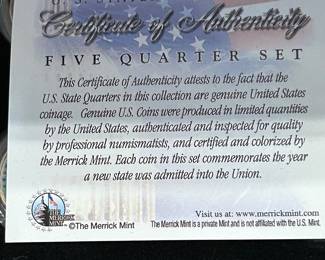 Certificate of Authenticity
FIVE QUARTER SET
This Certificate of Authenticity attests to the fact that the
U.S. State Quarters in this collection are genuine United States
coinage. Genuine U.S. Coins were produced in limited quantities
by the United States, authenticated and inspected for quality
by professional numismatists, and certified and colorized by
the Merrick Mint. Each coin in this set commemorates the year
a new state was admitted into the Union.
Visit us at: www.merrickmint.com
THE
MERRICK
MINT
©The Merrick Mint
The Merrick Mint is a private Mint and is not affiliated with the U.S. Mint.